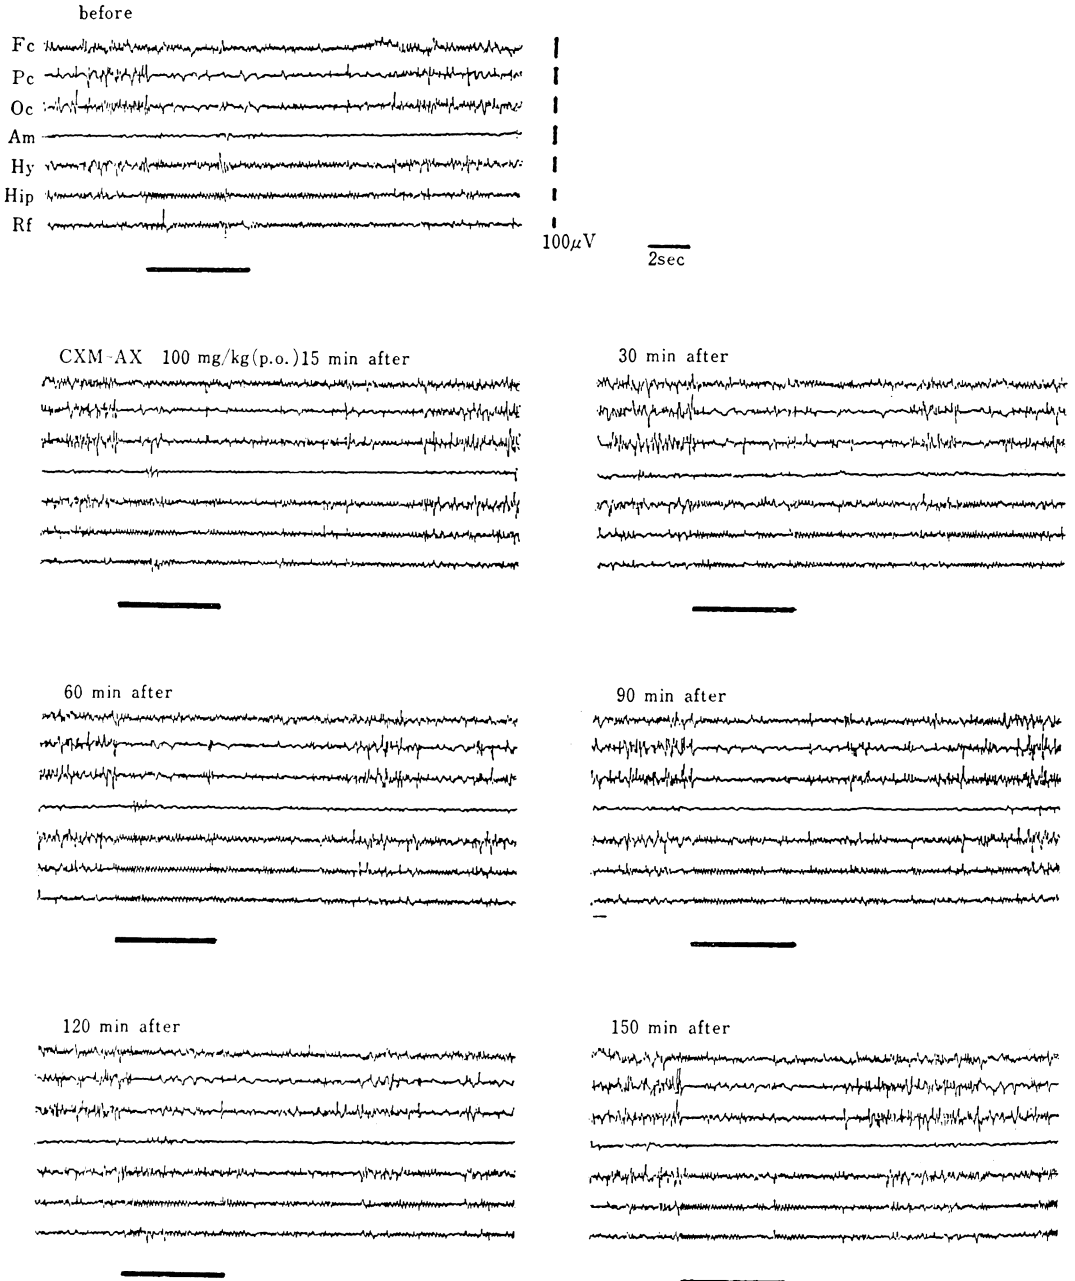 before
Fc
Pc
Oc
Am
Hy
Hip
Rf
100μV
2sec
CXM-AX 100 mg/kg(p.o.)15 min after
30 min after
60 min after
90 min after
120 min after
150 min after